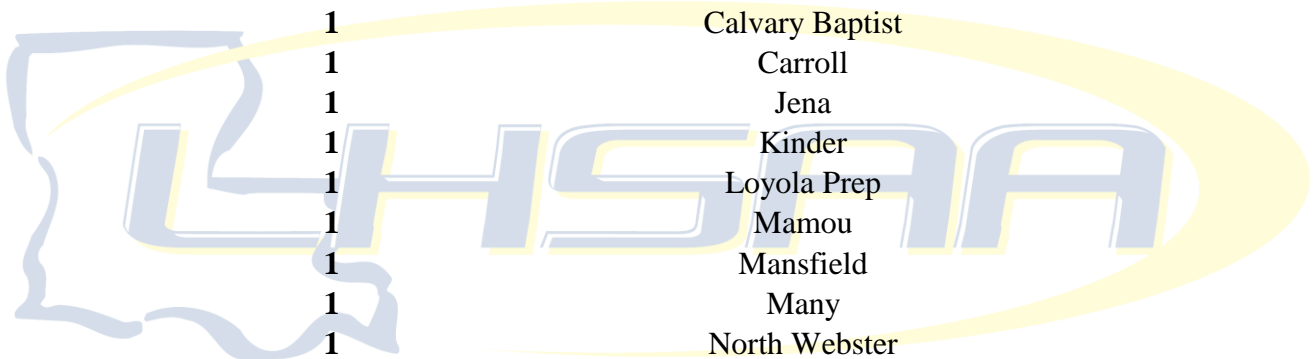 1 Calvary Baptist
1 Carroll
1 Jena
1 Kinder
1 Loyola Prep
1 Mamou
1 Mansfield
1 Many
1 North Webster
LHSAA